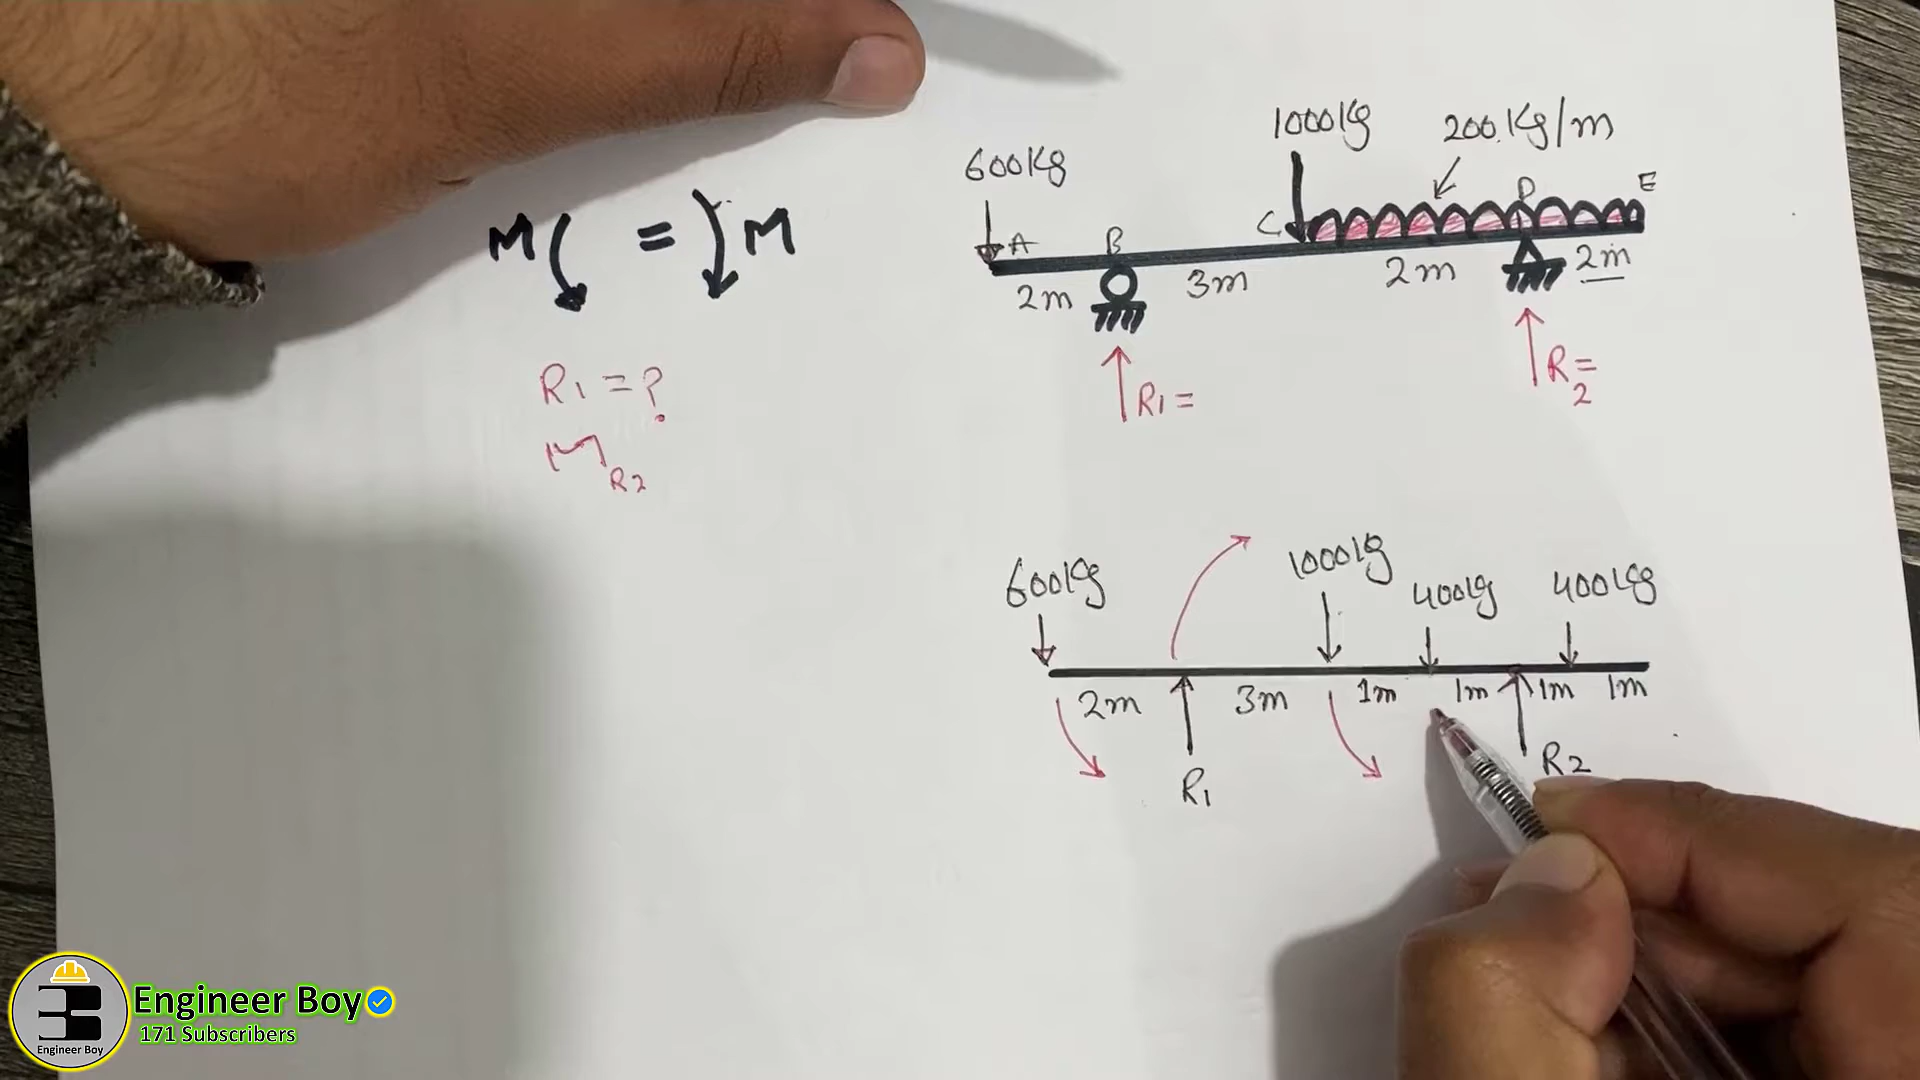 M = M
R1 = ?
M R2
600Kg
1000Kg
200.Kg/m
A
B
C
D
E
2m
3m
2m
2m
R1 =
R2 =
600Kg
1000Kg
400Kg
400Kg
2m
3m
1m
1m
1m
1m
R1
R2
Engineer Boy
171 Subscribers
Engineer Boy